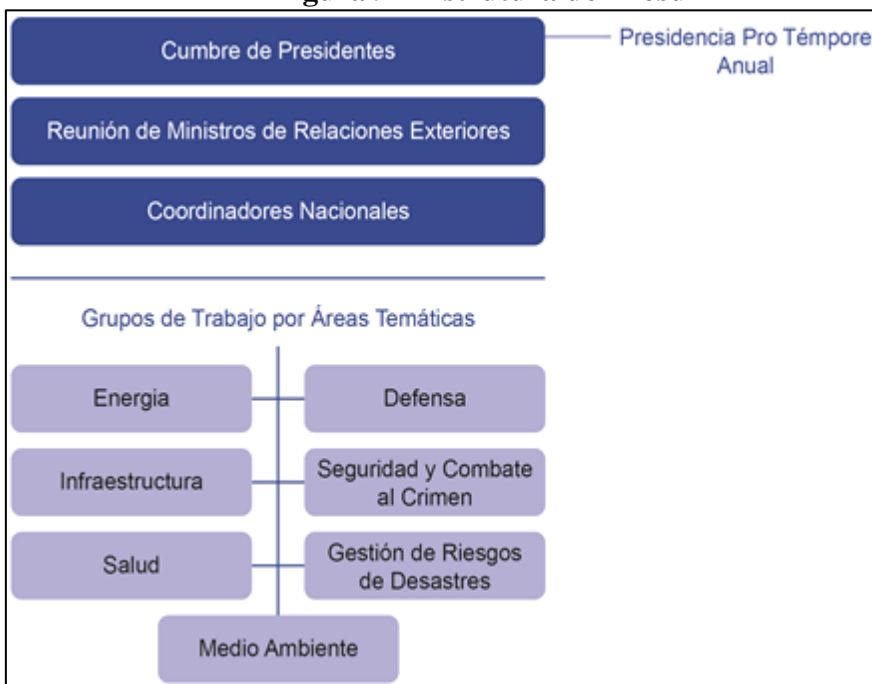 Cumbre de Presidentes
Presidencia Pro Témpore
Anual
Reunión de Ministros de Relaciones Exteriores
Coordinadores Nacionales
Grupos de Trabajo por Áreas Temáticas
Energia
Defensa
Infraestructura
Seguridad y Combate
al Crimen
Salud
Gestión de Riesgos
de Desastres
Medio Ambiente